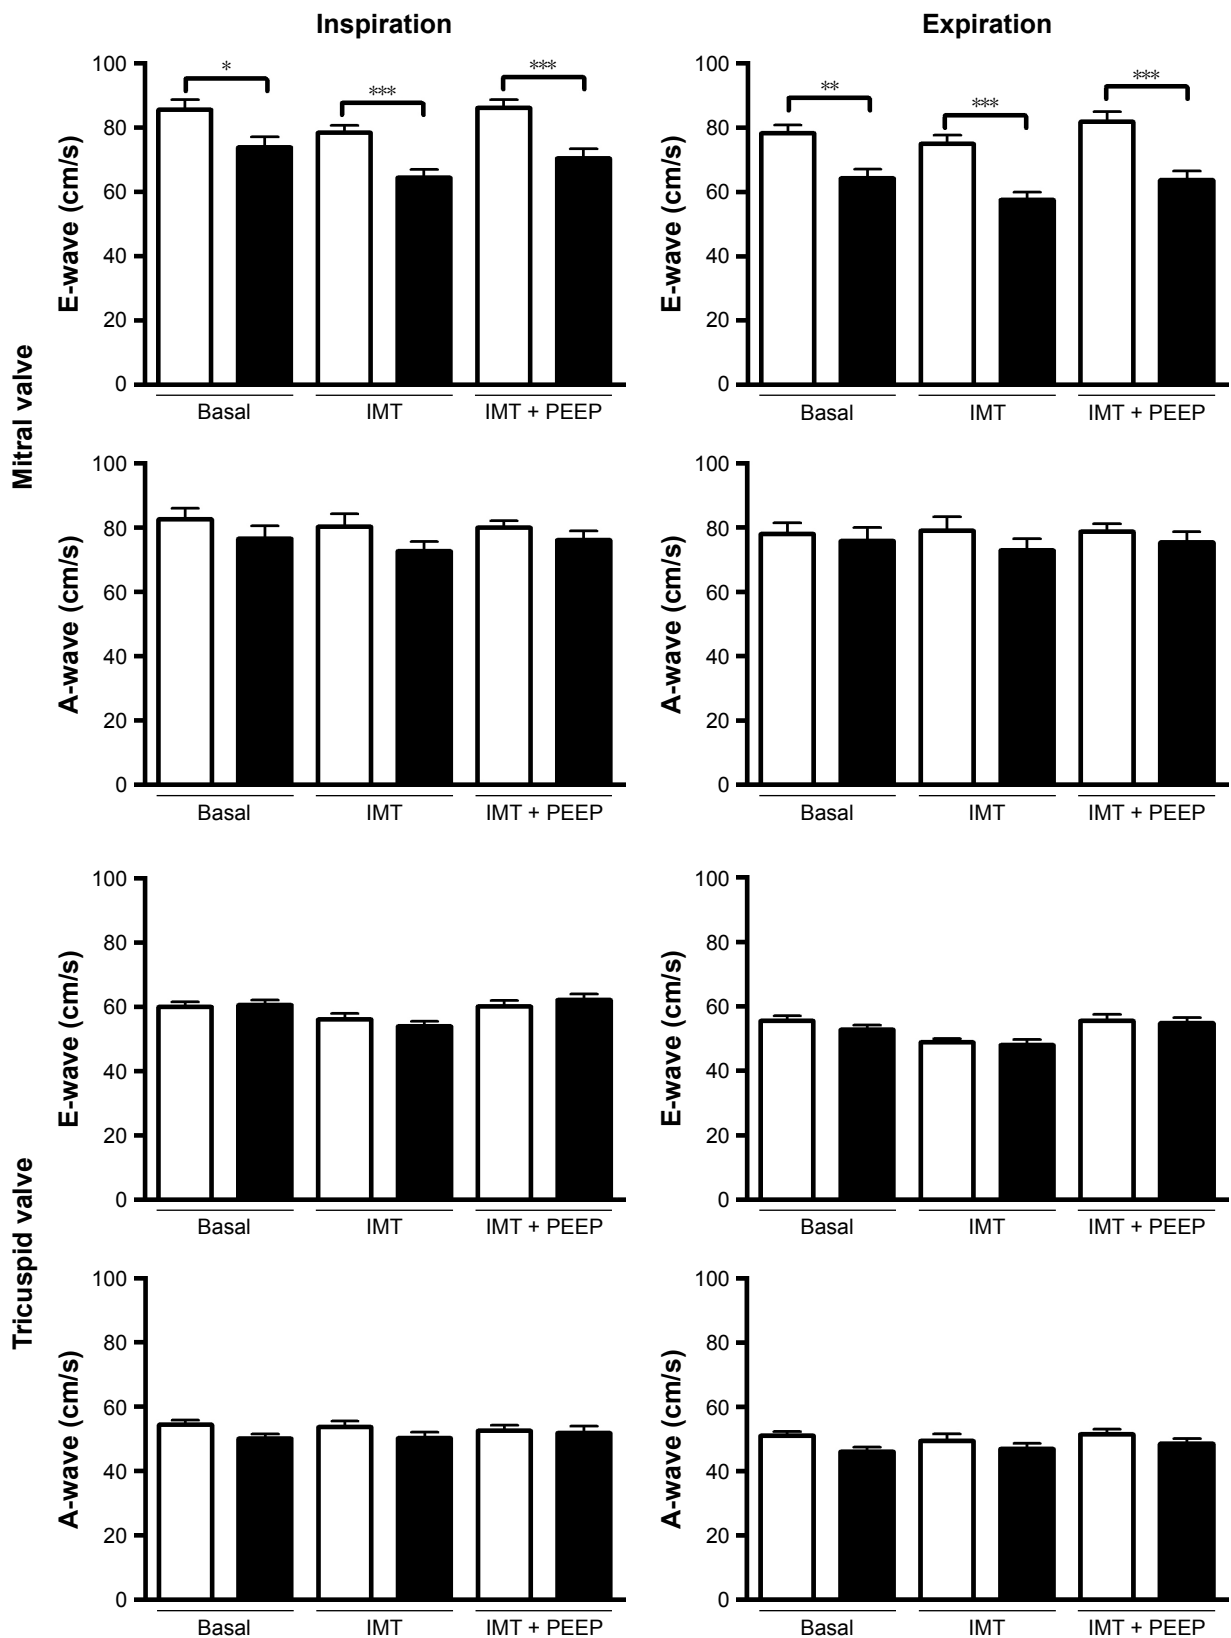 Inspiration
Expiration
Mitral valve
E-wave (cm/s)
100
80
60
40
20
0
*
***
***
Basal
IMT
IMT + PEEP
E-wave (cm/s)
100
80
60
40
20
0
**
***
***
Basal
IMT
IMT + PEEP
A-wave (cm/s)
100
80
60
40
20
0
Basal
IMT
IMT + PEEP
A-wave (cm/s)
100
80
60
40
20
0
Basal
IMT
IMT + PEEP
Tricuspid valve
E-wave (cm/s)
100
80
60
40
20
0
Basal
IMT
IMT + PEEP
E-wave (cm/s)
100
80
60
40
20
0
Basal
IMT
IMT + PEEP
A-wave (cm/s)
100
80
60
40
20
0
Basal
IMT
IMT + PEEP
A-wave (cm/s)
100
80
60
40
20
0
Basal
IMT
IMT + PEEP